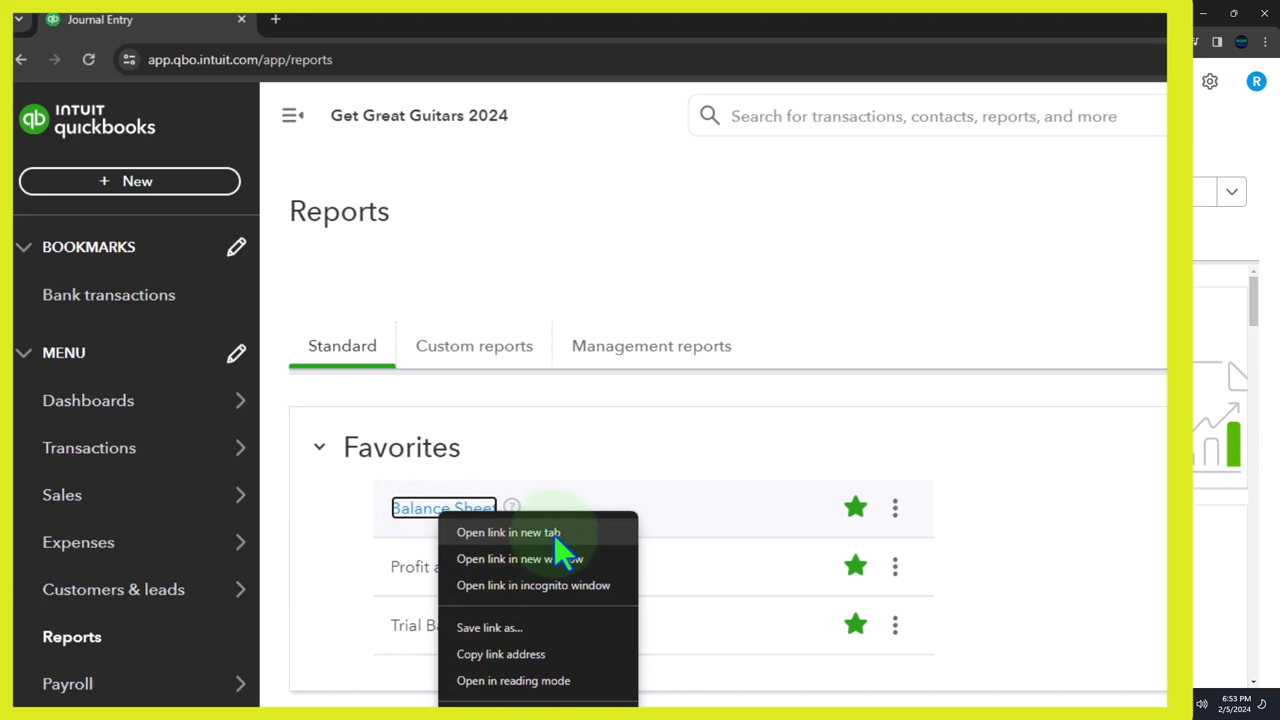 Journal Entry
app.qbo.intuit.com/app/reports
INTUIT
quickbooks
qb
Get Great Guitars 2024
Search for transactions, contacts, reports, and more
R
+ New
Reports
BOOKMARKS
Bank transactions
Standard
Custom reports
Management reports
MENU
Dashboards
Transactions
Sales
Expenses
Customers & leads
Reports
Payroll
Favorites
Balance Sheet
Profit
Trial
Open link in new tab
Open link in new window
Open link in incognito window
Save link as...
Copy link address
Open in reading mode
6:53 PM
2/5/2024